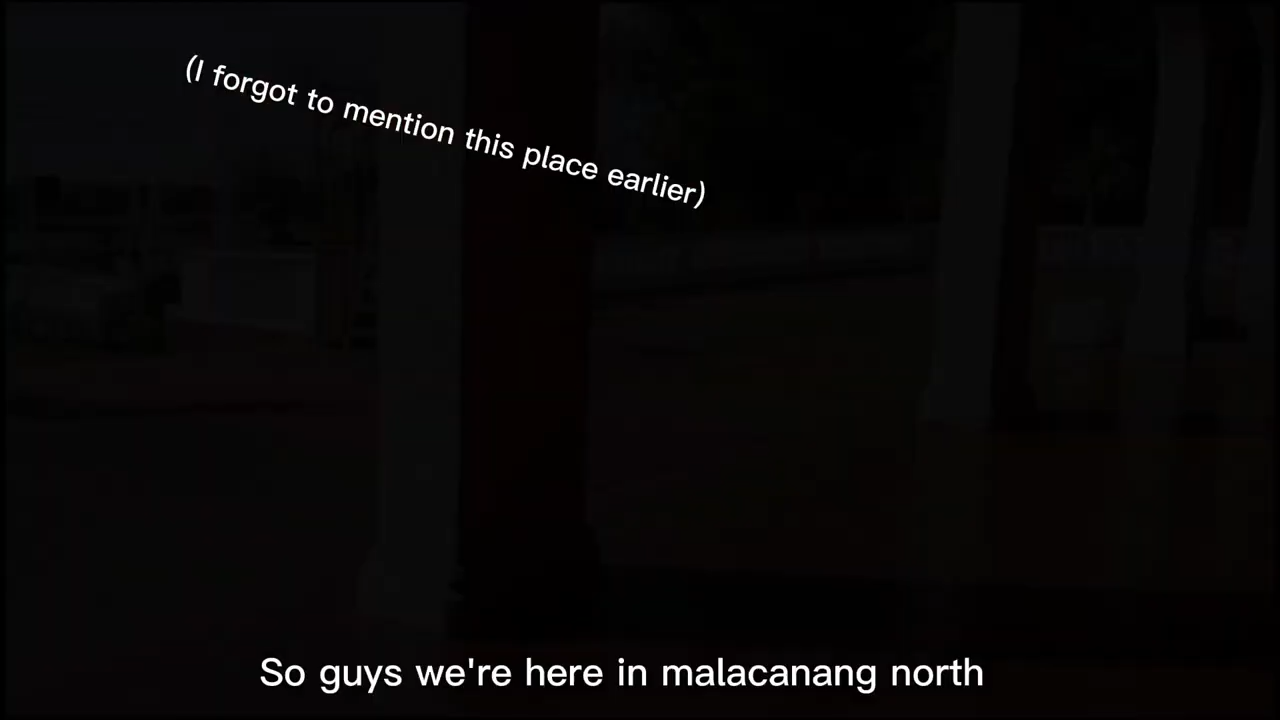 (I forgot to mention this place earlier)
So guys we're here in malacanang north